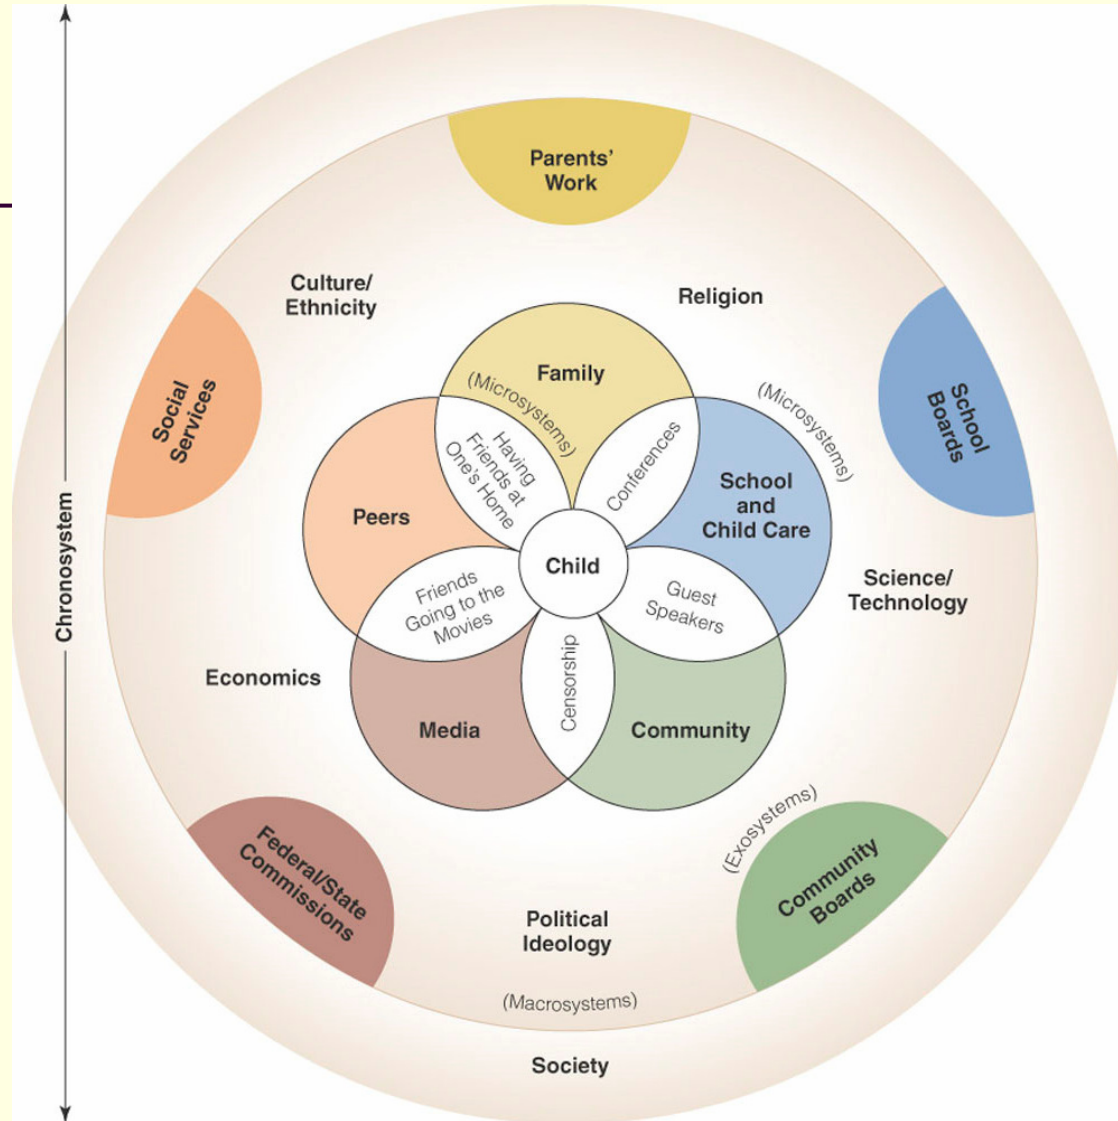 Parents'
Work
Culture/
Ethnicity
Religion
Social
Services
School
Boards
Family
(Microsystems)
(Microsystems)
Having
Friends at
One's Home
Conferences
Peers
School
and
Child Care
Child
Chronosystem
Friends
Going to the
Movies
Guest
Speakers
Science/
Technology
Economics
Censorship
Media
Community
(Exosystems)
Federal/State
Commissions
Community
Boards
Political
Ideology
(Macrosystems)
Society